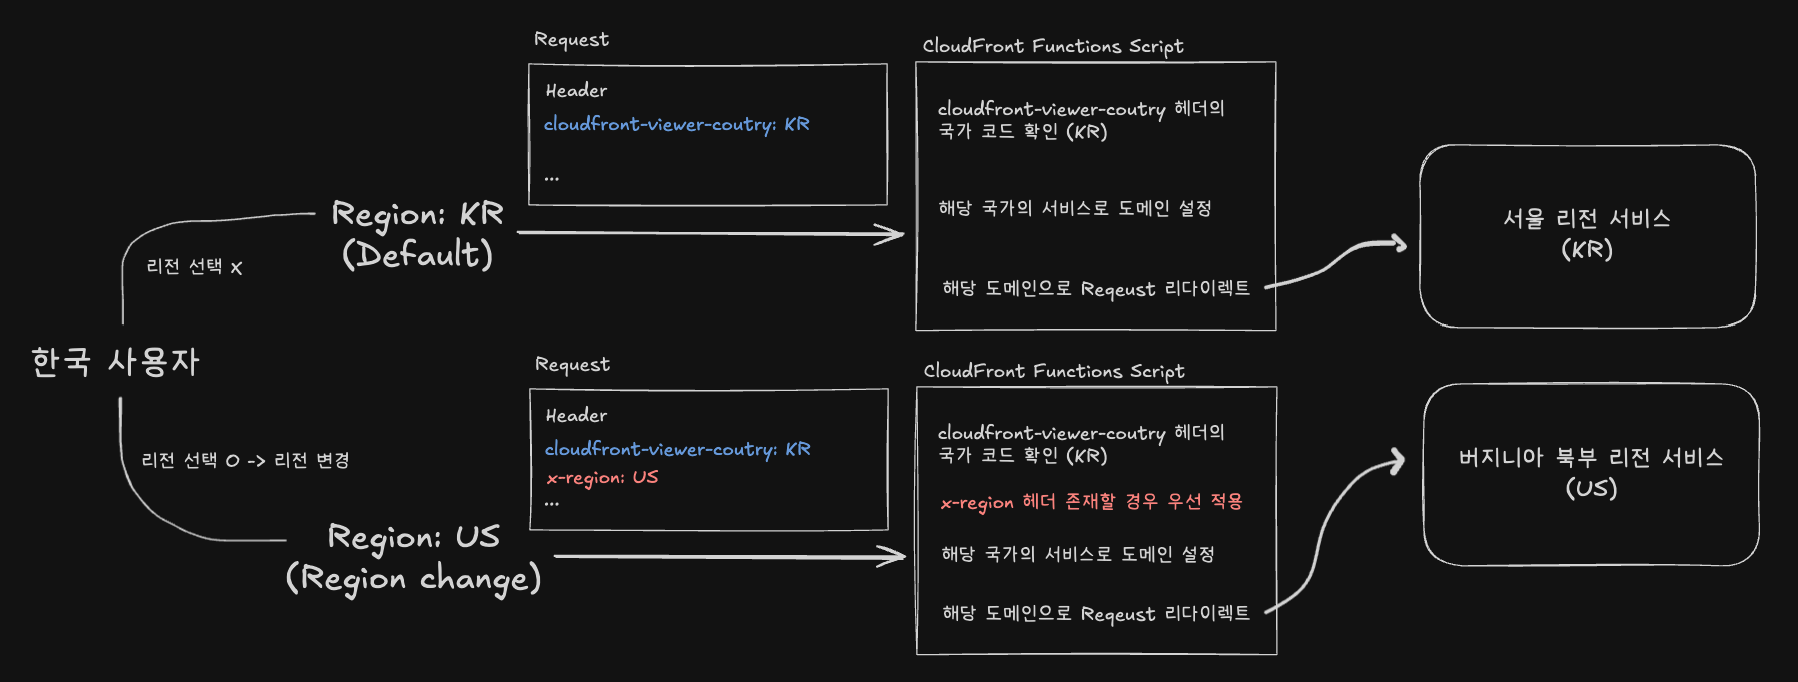 한국 사용자
리전 선택 X
Region: KR
(Default)
Request
Header
cloudfront-viewer-coutry: KR
...
CloudFront Functions Script
cloudfront-viewer-coutry 헤더의
국가 코드 확인 (KR)
해당 국가의 서비스로 도메인 설정
해당 도메인으로 Reqeust 리다이렉트
서울 리전 서비스
(KR)
리전 선택 O -> 리전 변경
Region: US
(Region change)
Request
Header
cloudfront-viewer-coutry: KR
x-region: US
...
CloudFront Functions Script
cloudfront-viewer-coutry 헤더의
국가 코드 확인 (KR)
x-region 헤더 존재할 경우 우선 적용
해당 국가의 서비스로 도메인 설정
해당 도메인으로 Reqeust 리다이렉트
버지니아 북부 리전 서비스
(US)